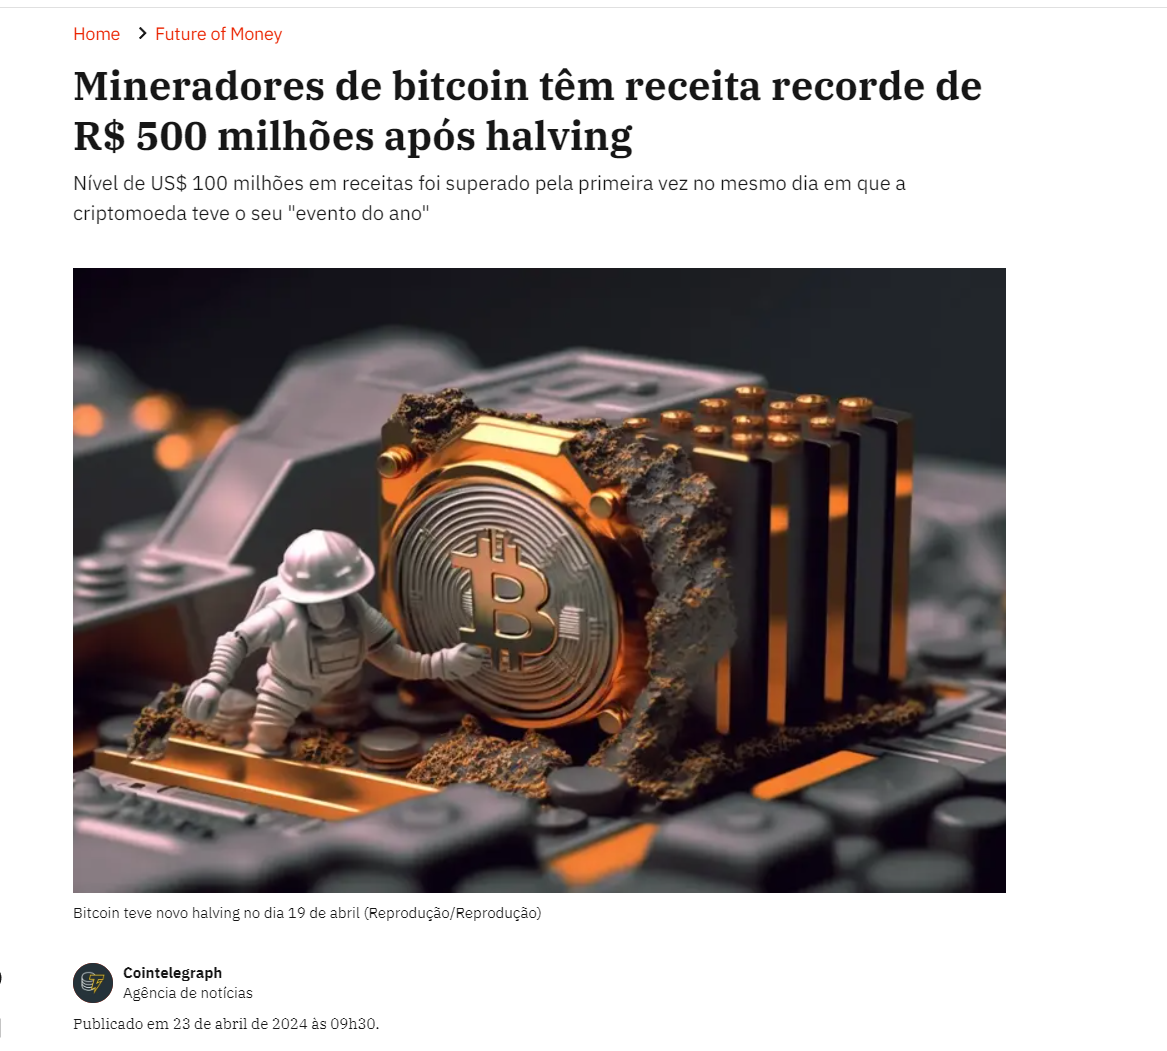 Home > Future of Money
Mineradores de bitcoin têm receita recorde de
R$ 500 milhões após halving
Nível de US$ 100 milhões em receitas foi superado pela primeira vez no mesmo dia em que a
criptomoeda teve o seu "evento do ano"
Bitcoin teve novo halving no dia 19 de abril (Reprodução/Reprodução)
Cointelegraph
Agência de notícias
Publicado em 23 de abril de 2024 às 09h30.